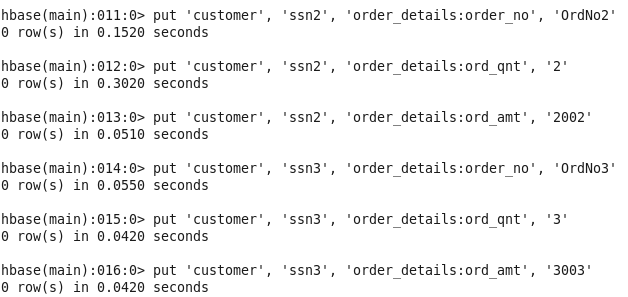 hbase(main):011:0> put 'customer', 'ssn2', 'order_details:order_no', 'OrdNo2'
0 row(s) in 0.1520 seconds
hbase(main):012:0> put 'customer', 'ssn2', 'order_details:ord_qnt', '2'
0 row(s) in 0.3020 seconds
hbase(main):013:0> put 'customer', 'ssn2', 'order_details:ord_amt', '2002'
0 row(s) in 0.0510 seconds
hbase(main):014:0> put 'customer', 'ssn3', 'order_details:order_no', 'OrdNo3'
0 row(s) in 0.0550 seconds
hbase(main):015:0> put 'customer', 'ssn3', 'order_details:ord_qnt', '3'
0 row(s) in 0.0420 seconds
hbase(main):016:0> put 'customer', 'ssn3', 'order_details:ord_amt', '3003'
0 row(s) in 0.0420 seconds